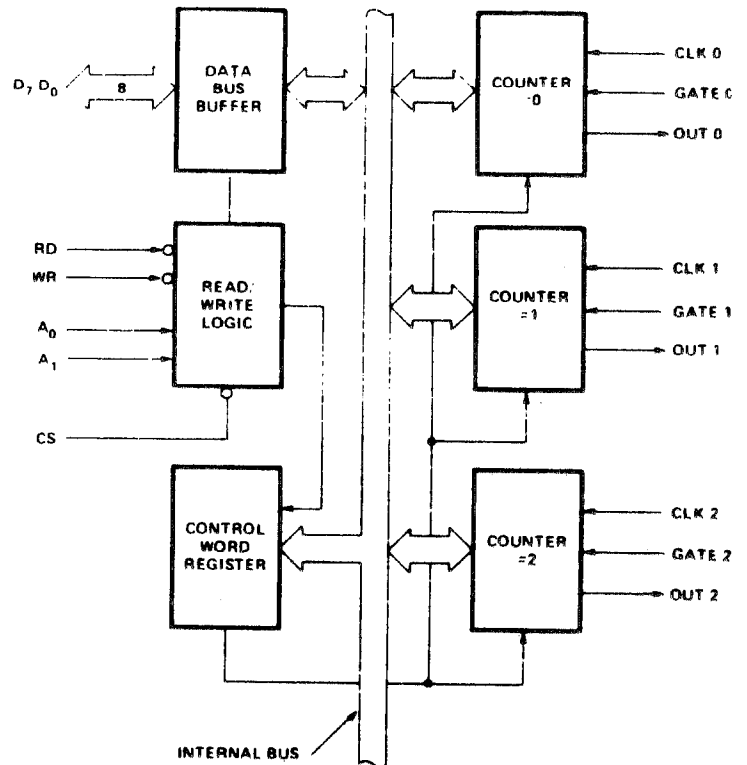 D7 D0
8
DATA
BUS
BUFFER
COUNTER
=0
CLK 0
GATE 0
OUT 0
RD
WR
A0
A1
CS
READ/
WRITE
LOGIC
COUNTER
=1
CLK 1
GATE 1
OUT 1
CONTROL
WORD
REGISTER
COUNTER
=2
CLK 2
GATE 2
OUT 2
INTERNAL BUS